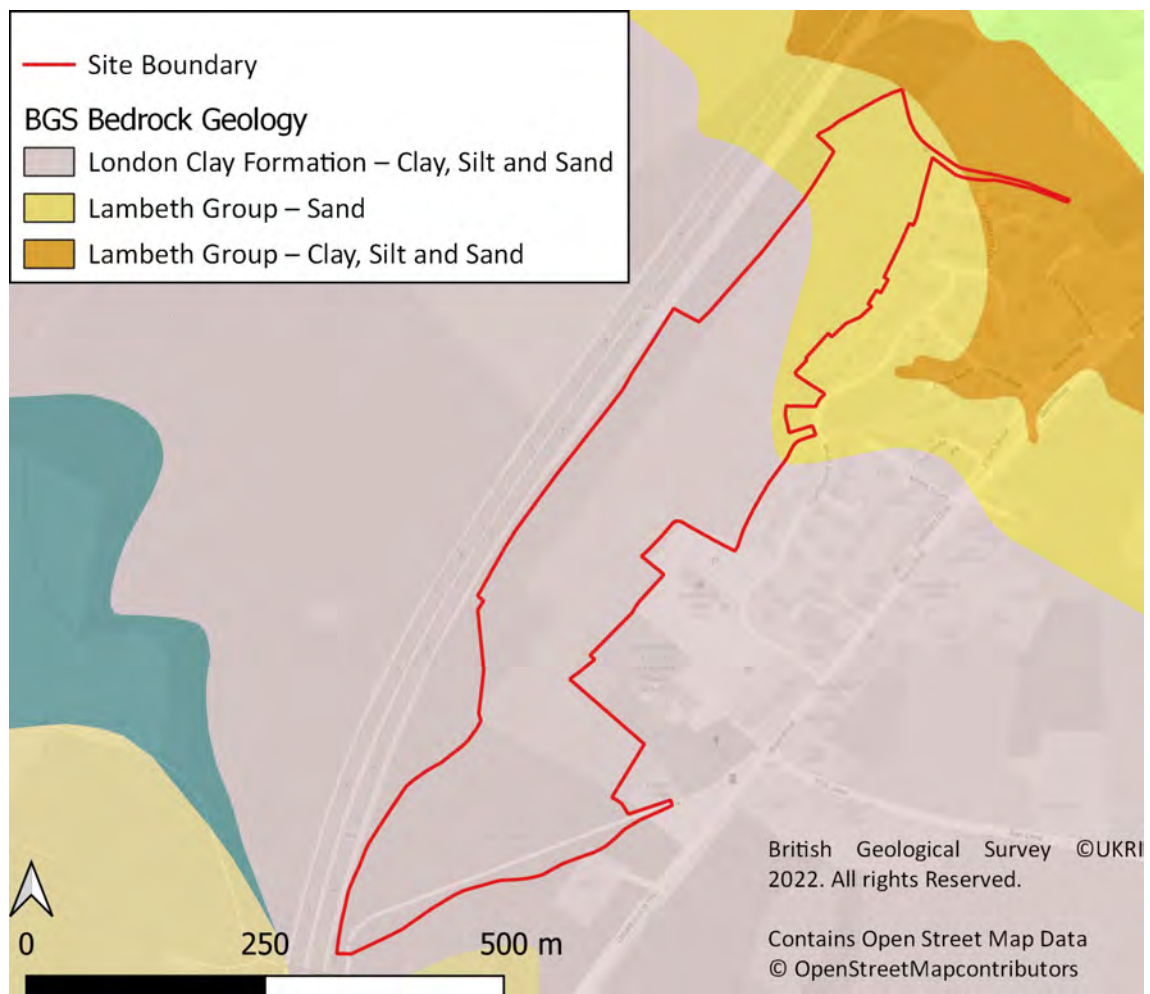 Site Boundary
BGS Bedrock Geology
London Clay Formation – Clay, Silt and Sand
Lambeth Group – Sand
Lambeth Group – Clay, Silt and Sand
British Geological Survey ©UKRI
2022. All rights Reserved.
Contains Open Street Map Data
© OpenStreetMapcontributors
0 250 500 m